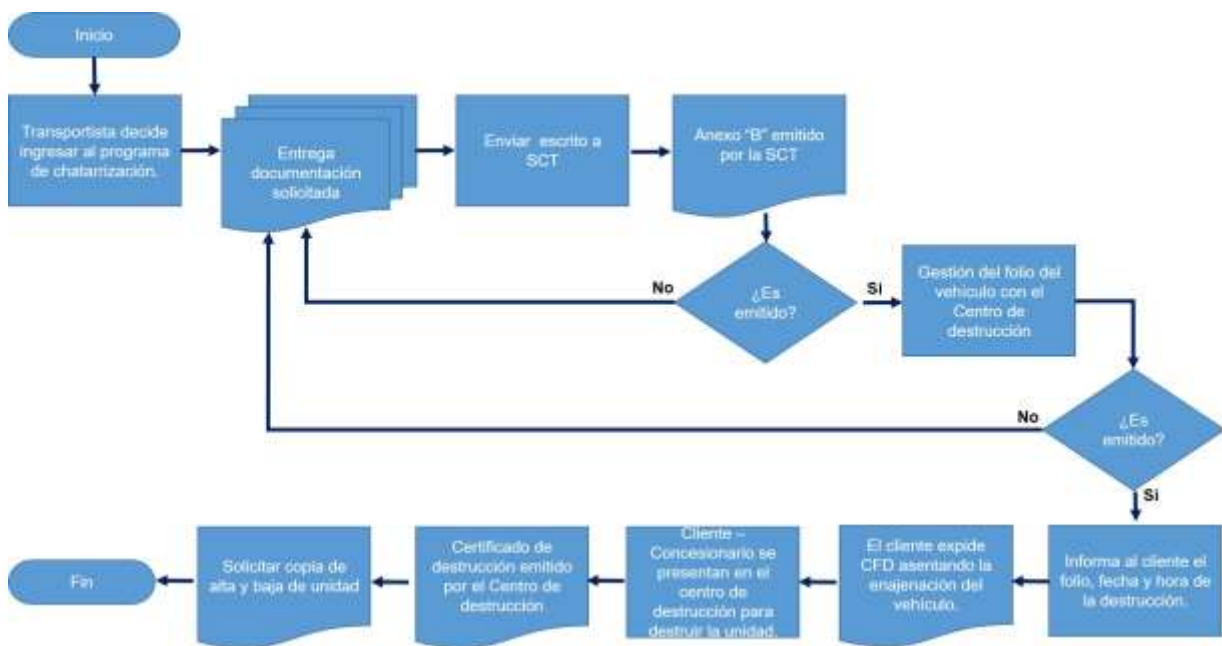 Inicio
Transportista decide
ingresar al programa
de chatarrización.
Entrega
documentación
solicitada
Enviar escrito a
SCT
Anexo "B" emitido
por la SCT
¿Es
emitido?
No
Si
Gestión del folio del
vehículo con el
Centro de
destrucción
¿Es
emitido?
No
Si
Informa al cliente el
folio, fecha y hora de
la destrucción.
El cliente expide
CFD asentando la
enajenación del
vehículo.
Cliente –
Concesionario se
presentan en el
centro de
destrucción para
destruir la unidad.
Certificado de
destrucción emitido
por el Centro de
destrucción
Solicitar copia de
alta y baja de unidad
Fin